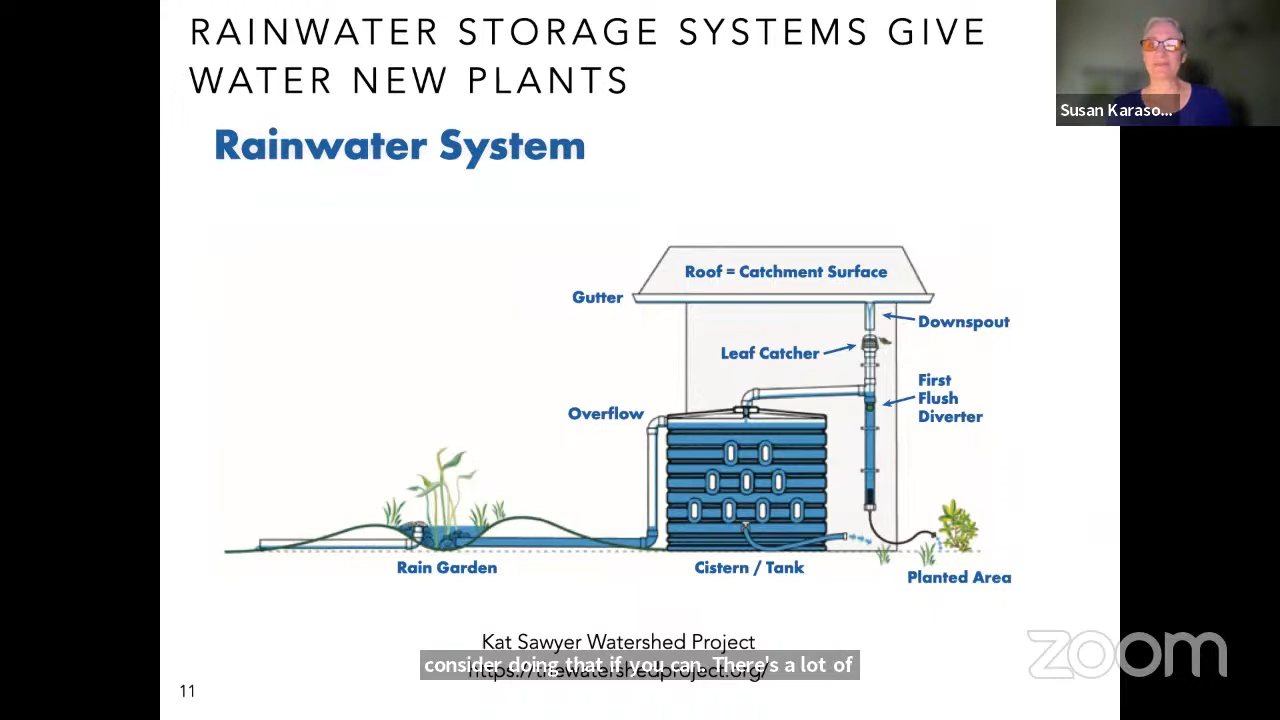 RAINWATER STORAGE SYSTEMS GIVE
WATER NEW PLANTS
Susan Karaso...
Rainwater System
Roof = Catchment Surface
Gutter
Downspout
Leaf Catcher
First
Flush
Diverter
Overflow
Rain Garden
Cistern / Tank
Planted Area
Kat Sawyer Watershed Project
https://thewatershedproject.org/
consider doing that if you can. There's a lot of
11
zoom